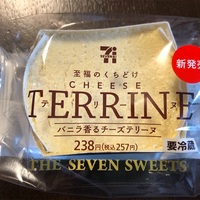 7
ELEVEN
至福のくちどけ
CHEESE
TERRINE
テリーヌ
バニラ香るチーズテリーヌ
238円(税込257円)
新発売
要冷蔵
THE SEVEN SWEETS